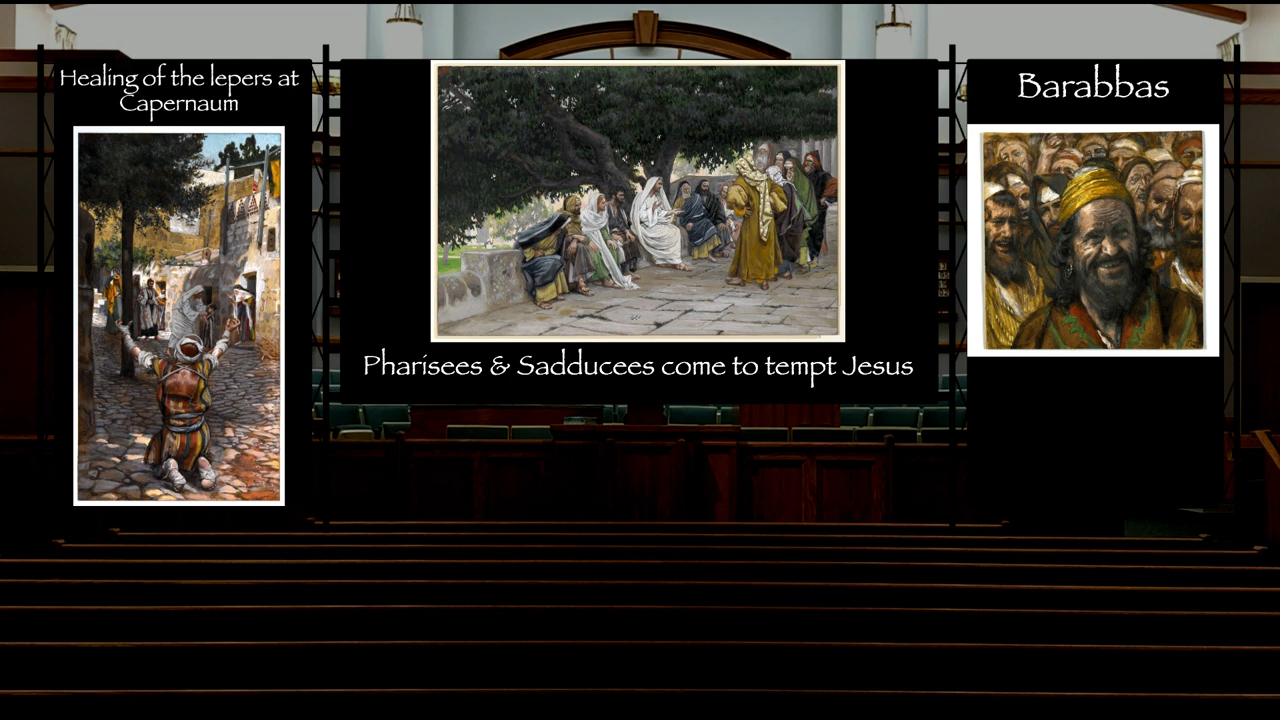 Healing of the lepers at
Capernaum
Pharisees & Sadducees come to tempt Jesus
Barabbas